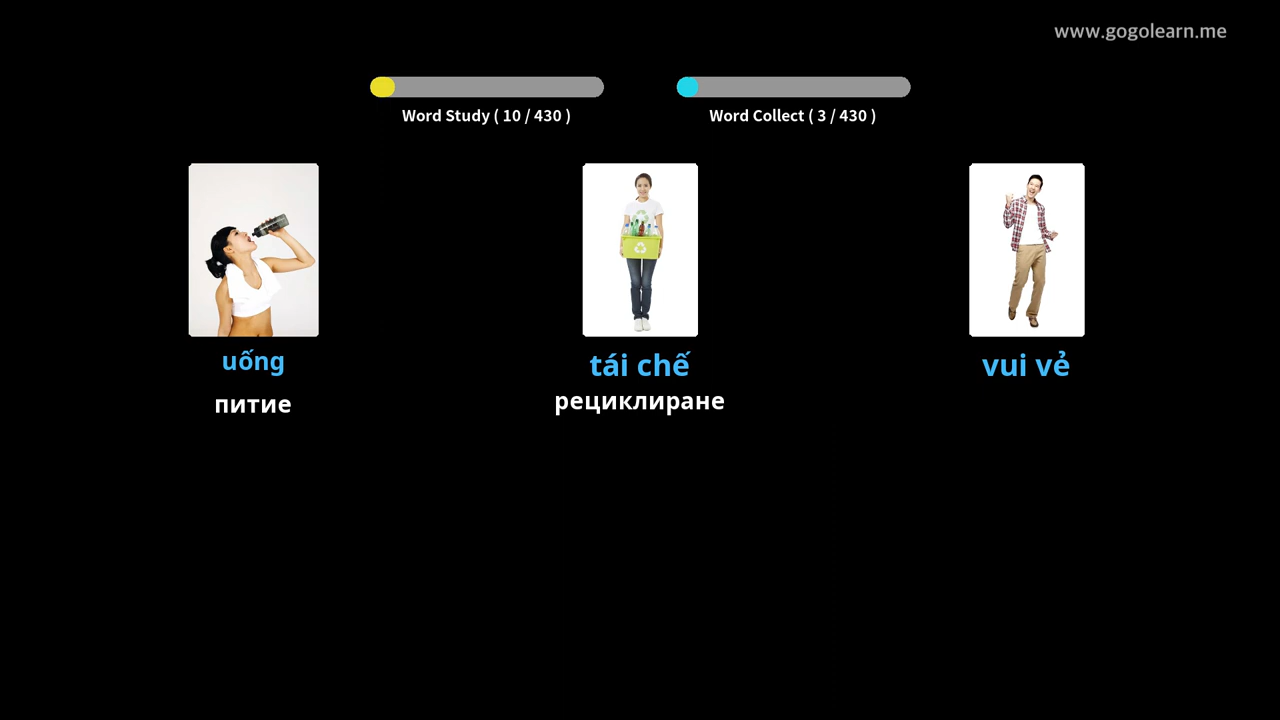 www.gogolearn.me
Word Study ( 10 / 430 )
Word Collect ( 3 / 430 )
uống
питие
tái chế
рециклиране
vui vẻ